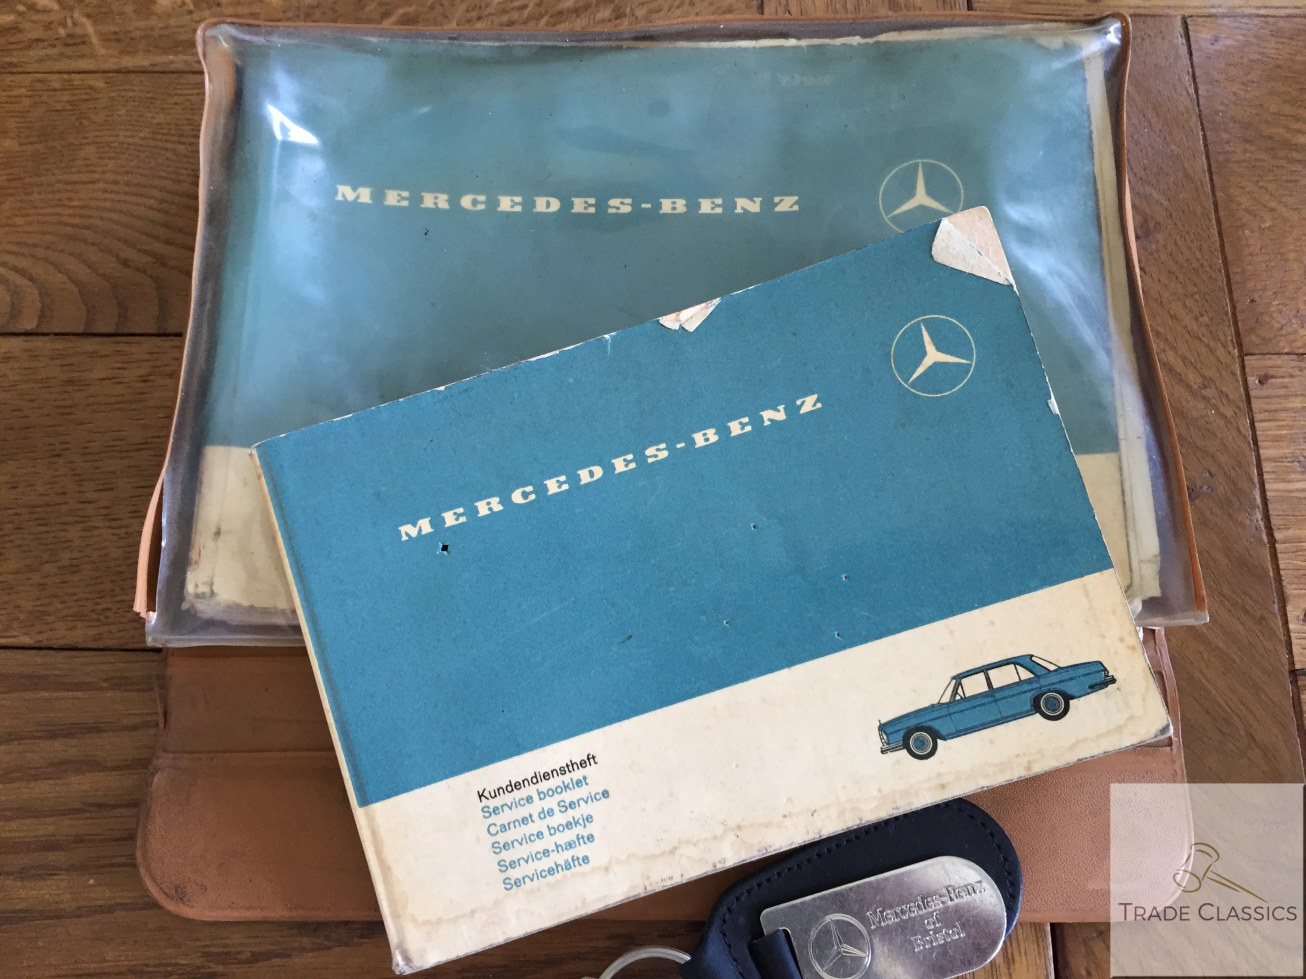 MERCEDES-BENZ
MERCEDES-BENZ
Kundendienstheft
Service booklet
Carnet de Service
Service boekje
Service-hæfte
Servicehäfte
Mercedes-Benz
of
Bristol
TRADE CLASSICS